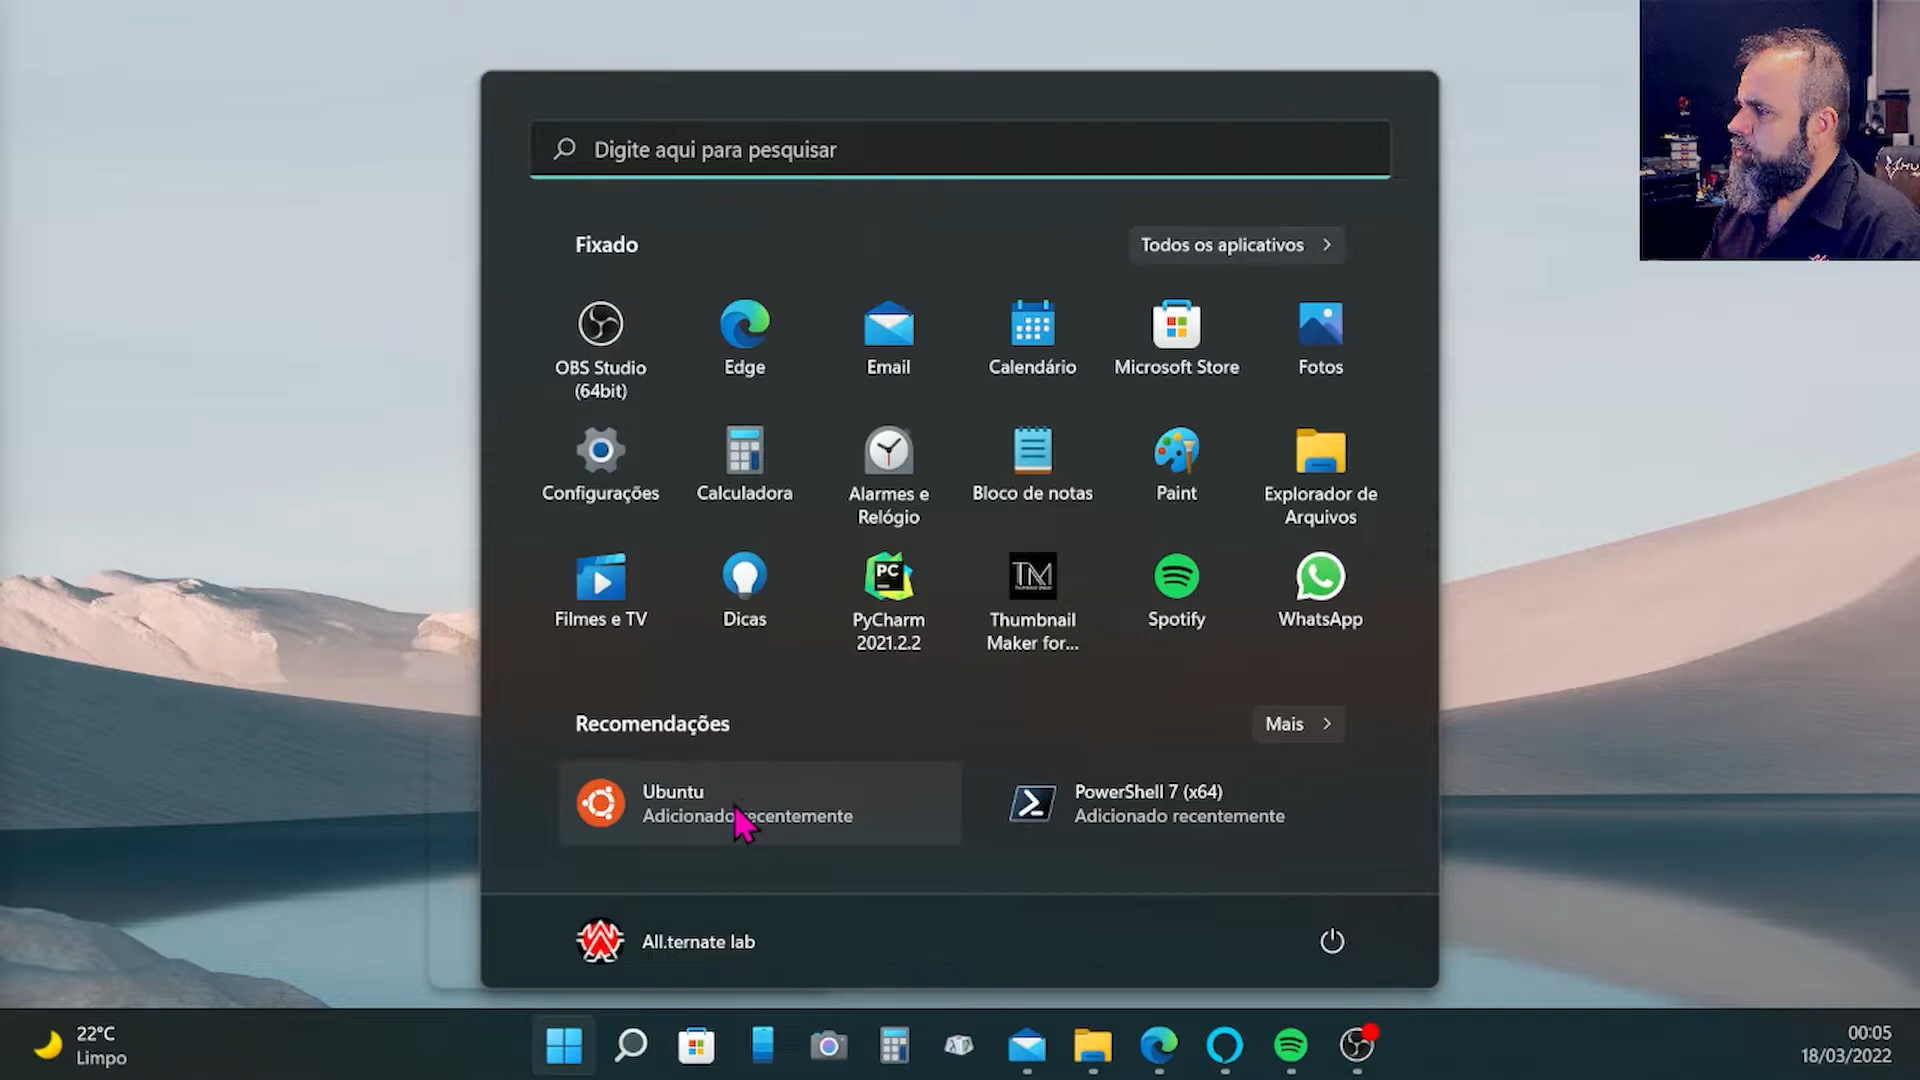 Digite aqui para pesquisar
Fixado
Todos os aplicativos
OBS Studio
(64bit)
Edge
Email
Calendário
Microsoft Store
Fotos
Configurações
Calculadora
Alarmes e
Relógio
Bloco de notas
Paint
Explorador de
Arquivos
Filmes e TV
Dicas
PC
PyCharm
2021.2.2
TM
Thumbnail
Maker for...
Spotify
WhatsApp
Recomendações
Mais
Ubuntu
Adicionado recentemente
PowerShell 7 (x64)
Adicionado recentemente
All.ternate lab
22°C
Limpo
00:05
18/03/2022